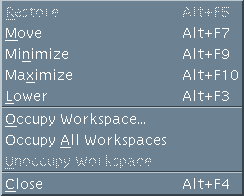 Restore Alt+F5
Move Alt+F7
Minimize Alt+F9
Maximize Alt+F10
Lower Alt+F3
Occupy Workspace...
Occupy All Workspaces
Unoccupy Workspace
Close Alt+F4